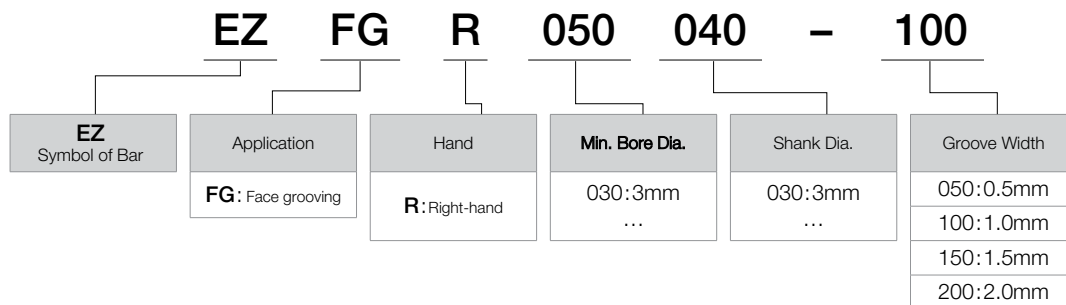 EZ FG R 050 040 – 100
EZ
Symbol of Bar
Application
FG: Face grooving
Hand
R: Right-hand
Min. Bore Dia.
030:3mm
...
Shank Dia.
030:3mm
...
Groove Width
050:0.5mm
100:1.0mm
150:1.5mm
200:2.0mm